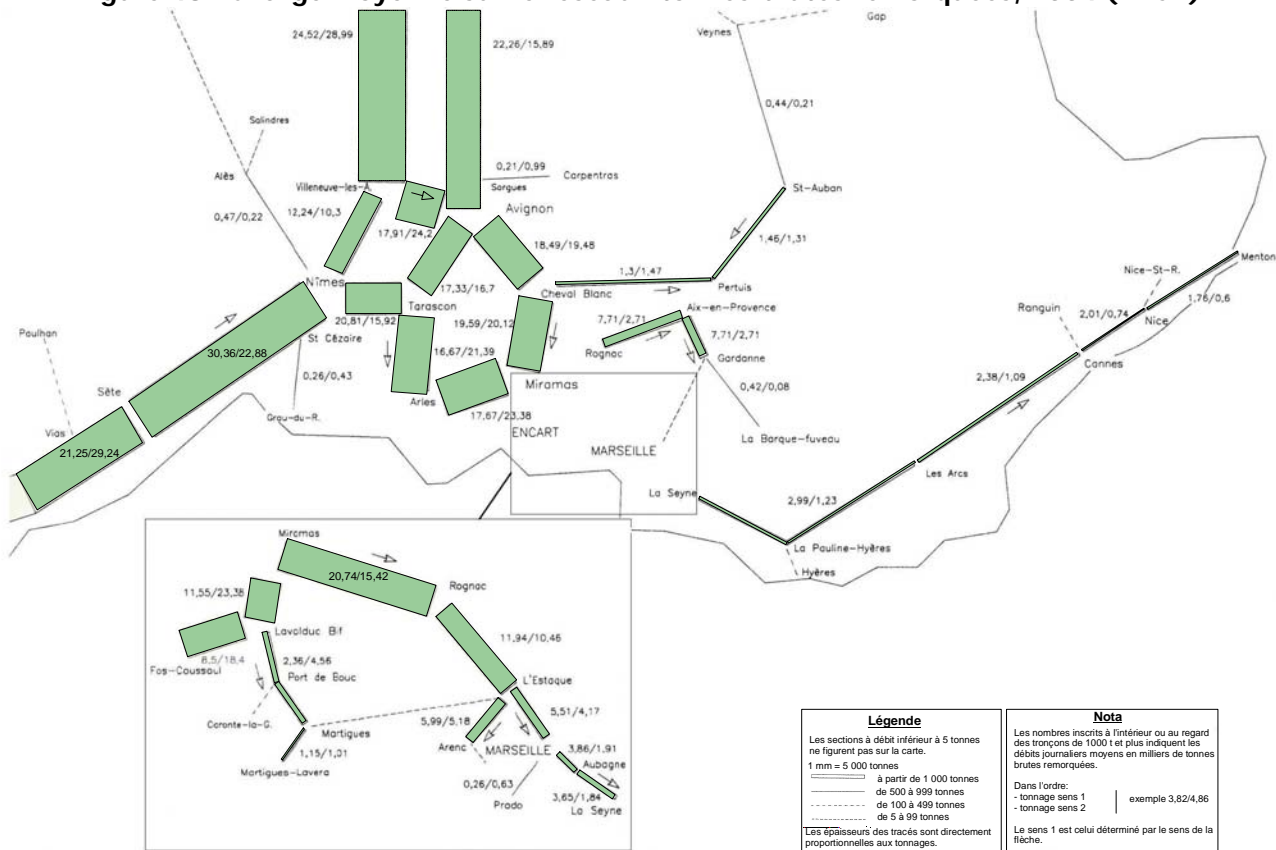 24,52/28,99
22,26/15,89
Veynes
Gap
0,44/0,21
Salindres
Alès
0,21/0,99
Carpentras
Villeneuve-les-A.
Sorgues
St-Auban
0,47/0,22
12,24/10,3
Avignon
17,91/24,2
18,49/19,48
1,46/1,31
Menton
Nîmes
1,3/1,47
Nice-St-R.
Cheval Blanc
Pertuis
17,33/16,7
1,76/0,6
Tarascon
Aix-en-Provence
Ranguin
20,81/15,92
19,59/20,12
7,71/2,71
2,01/0,74
Nice
Paulhan
St Cézaire
7,71/2,71
30,36/22,88
16,67/21,39
Rognac
Gardanne
Cannes
0,26/0,43
Miramas
0,42/0,08
2,38/1,09
Sète
Arles
Grau-du-R.
17,67/23,38
Vias
ENCART
La Barque-fuveau
21,25/29,24
MARSEILLE
Les Arcs
La Seyne
2,99/1,23
La Pauline-Hyères
Hyères
Miramas
20,74/15,42
Rognac
11,55/23,38
Lavalduc Bif
11,94/10,46
2,36/4,56
8,5/18,4
Fos-Coussoul
Port de Bouc
L'Estaque
Caronte-la-G.
5,99/5,18
5,51/4,17
Martigues
Arenc
MARSEILLE
3,86/1,91
1,15/1,01
Aubagne
Martigues-Lavera
0,26/0,63
3,65/1,84
Prado
La Seyne
Légende
Les sections à débit inférieur à 5 tonnes
ne figurent pas sur la carte.
1 mm = 5 000 tonnes
à partir de 1 000 tonnes
de 500 à 999 tonnes
de 100 à 499 tonnes
de 5 à 99 tonnes
Les épaisseurs des tracés sont directement
proportionnelles aux tonnages.
Nota
Les nombres inscrits à l'intérieur ou au regard
des tronçons de 1000 t et plus indiquent les
débits journaliers moyens en milliers de tonnes
brutes remorquées.
Dans l'ordre:
- tonnage sens 1
- tonnage sens 2
exemple 3,82/4,86
Le sens 1 est celui déterminé par le sens de la
flèche.